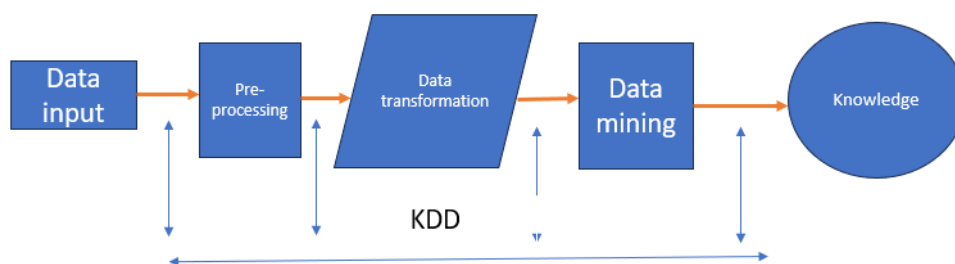 Data
input
Pre-
processing
Data
transformation
Data
mining
Knowledge
KDD